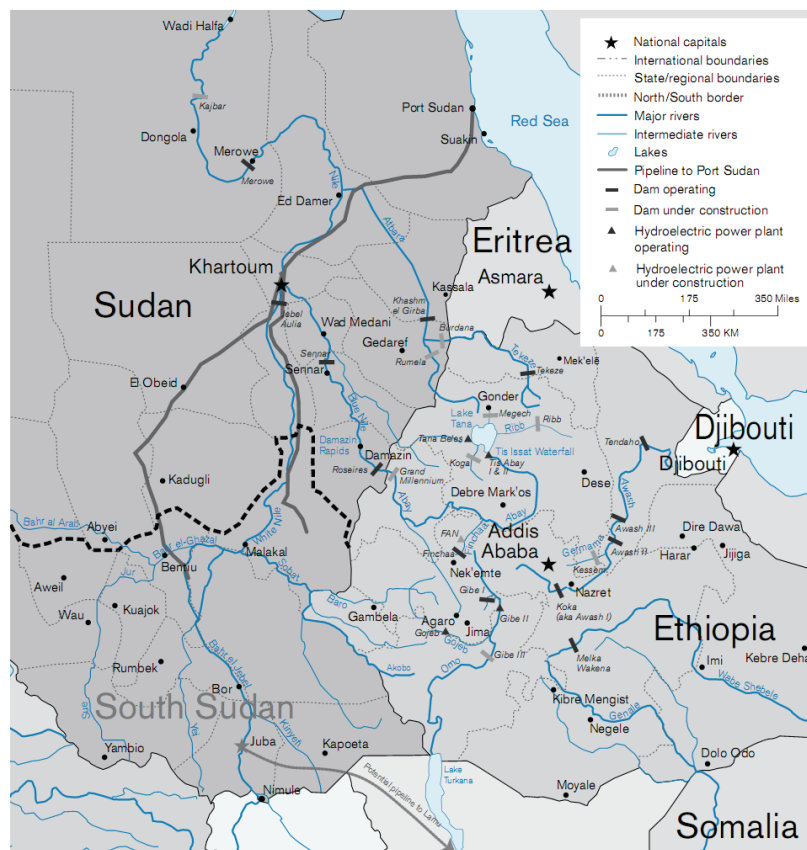 Wadi Halfa
Kajbar
Dongola
Merowe
Merowe
Port Sudan
Suakin
Red Sea
Nile
Ed Damer
Atbara
National capitals
International boundaries
State/regional boundaries
North/South border
Major rivers
Intermediate rivers
Lakes
Pipeline to Port Sudan
Dam operating
Dam under construction
Hydroelectric power plant
operating
Hydroelectric power plant
under construction
0 175 350 Miles
0 175 350 KM
Eritrea
Asmara
Khartoum
Sudan
Jebel
Aulia
Kassala
Khashm
el Girba
Burdana
Wad Medani
Gedaref
Rumela
Sennar
Sennar
El Obeid
Blue Nile
Tekeze
Tekeze
Mek'ele
Gonder
Megech
Lake
Tana
Ribb
Ribb
Tana Beles
Tis Issat Waterfall
Koga
Tis Abay
I & II
Damazin
Rapids
Damazin
Roseires
Grand
Millennium
Tendaho
Djibouti
Djibouti
Kadugli
Abay
Debre Mark'os
Abay
Dese
Awash
Bahr al Arab
Abyei
Bahr el-Ghazal
White Nile
Malakal
Bentiu
Sobat
FAN
Finchaa
Finchaa
Nek'emte
Addis
Ababa
Awash III
Awash II
Germama
Kessem
Dire Dawa
Harar
Jijiga
Nazret
Koka
(aka Awash I)
Aweil
Jur
Kuajok
Wau
Baro
Gambela
Gibe I
Gibe II
Agaro
Jima
Gojeb
Gojeb
Omo
Gibe III
Akobo
Rumbek
Bahr el Jebel
Bor
South Sudan
Sue
Yei
Kinyeti
Juba
Kapoeta
Yambio
Nimule
Potential pipeline to Lamu
Lake
Turkana
Melka
Wakena
Ethiopia
Imi
Kebre Deha
Wabe Shebele
Kibre Mengist
Genale
Negele
Dolo Odo
Moyale
Somalia